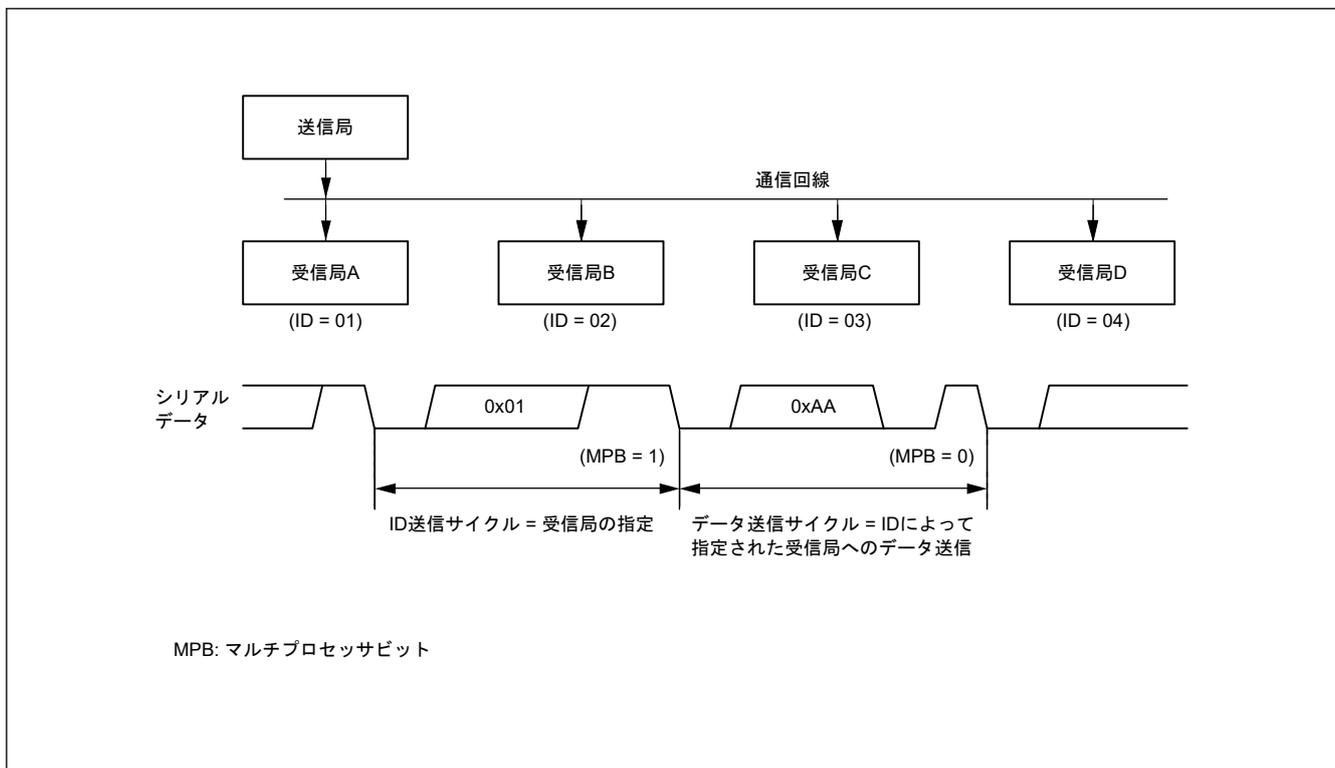 送信局
通信回線
受信局A
受信局B
受信局C
受信局D
(ID = 01)
(ID = 02)
(ID = 03)
(ID = 04)
シリアル
データ
0x01
0xAA
(MPB = 1)
(MPB = 0)
ID送信サイクル = 受信局の指定
データ送信サイクル = IDによって
指定された受信局へのデータ送信
MPB: マルチプロセッサビット